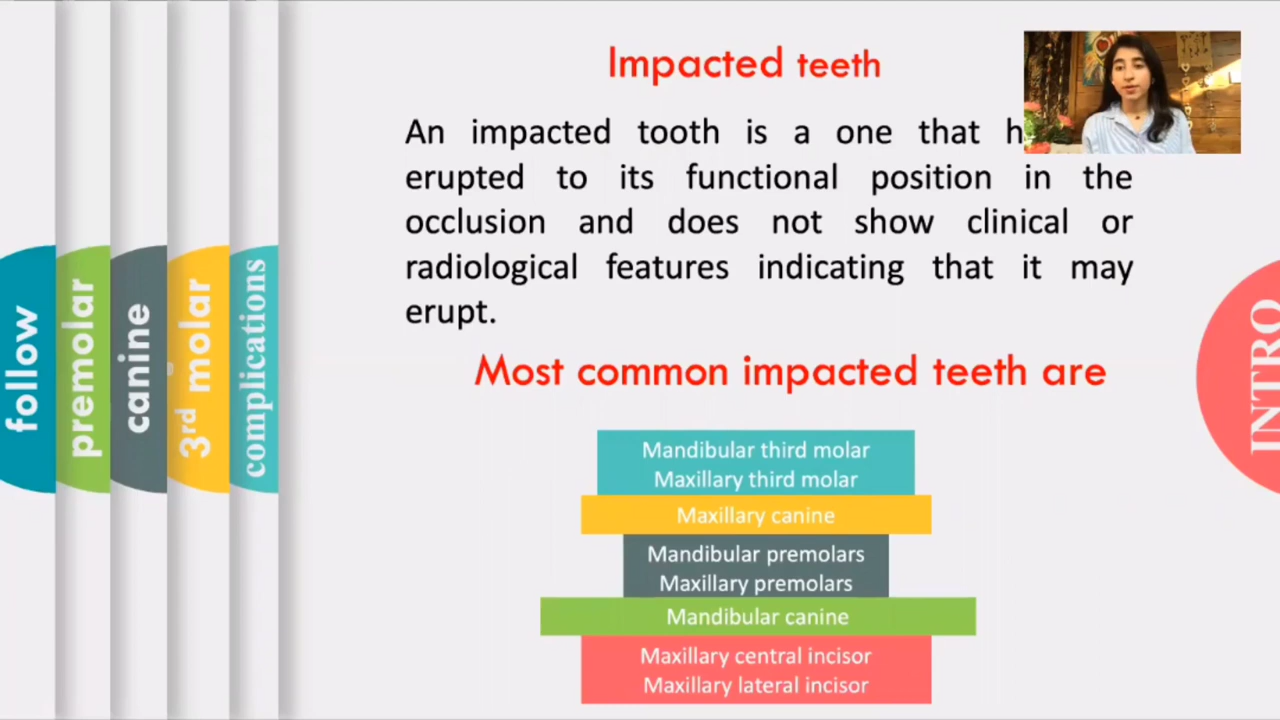 Impacted teeth
An impacted tooth is a one that
erupted to its functional position in the
occlusion and does not show clinical or
radiological features indicating that it may
erupt.
Most common impacted teeth are
Mandibular third molar
Maxillary third molar
Maxillary canine
Mandibular premolars
Maxillary premolars
Mandibular canine
Maxillary central incisor
Maxillary lateral incisor
follow
premolar
canine
3rd molar
complications
INTRO